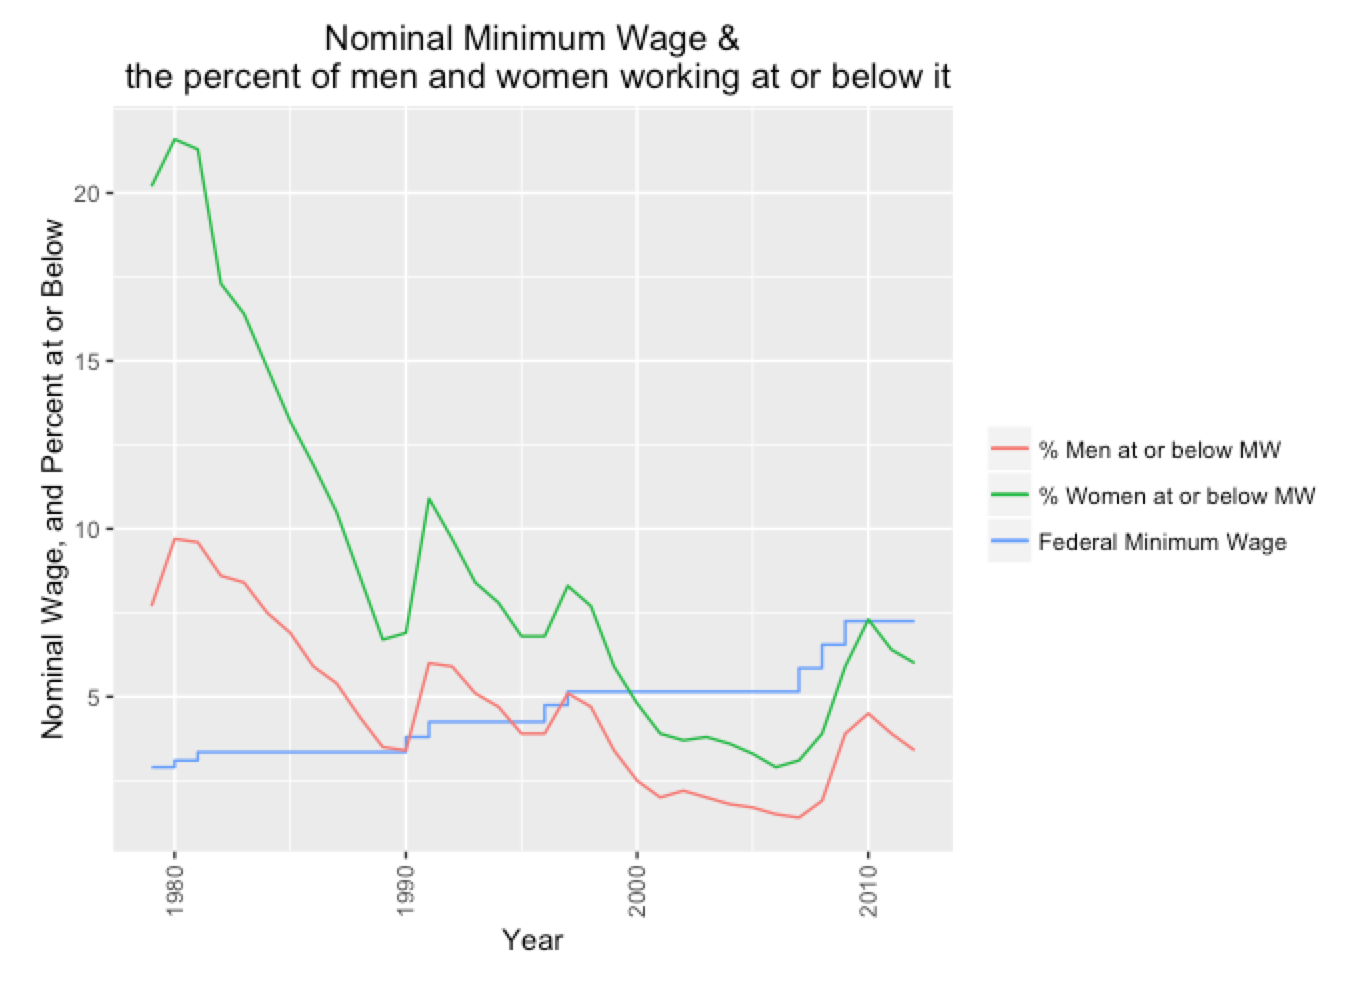 Nominal Minimum Wage &
the percent of men and women working at or below it
Nominal Wage, and Percent at or Below
20
15
10
5
1980
1990
2000
2010
Year
% Men at or below MW
% Women at or below MW
Federal Minimum Wage